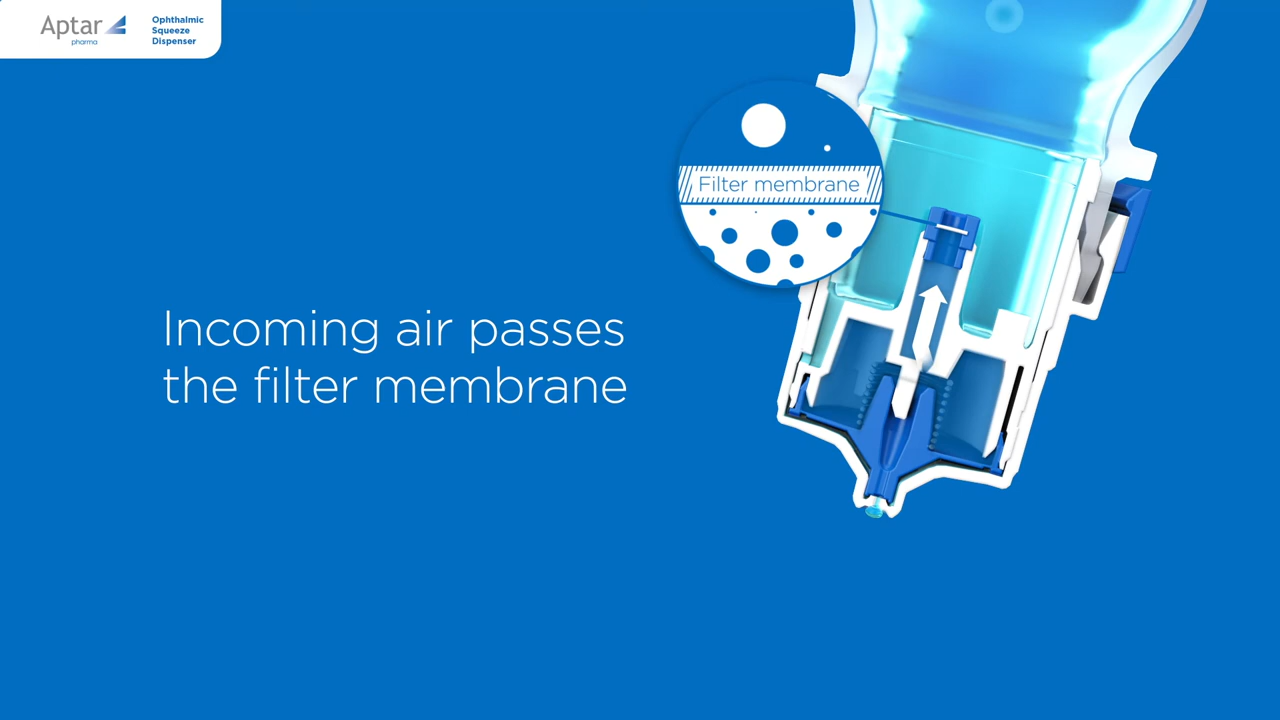 Aptar
pharma
Ophthalmic
Squeeze
Dispenser
Filter membrane
Incoming air passes
the filter membrane